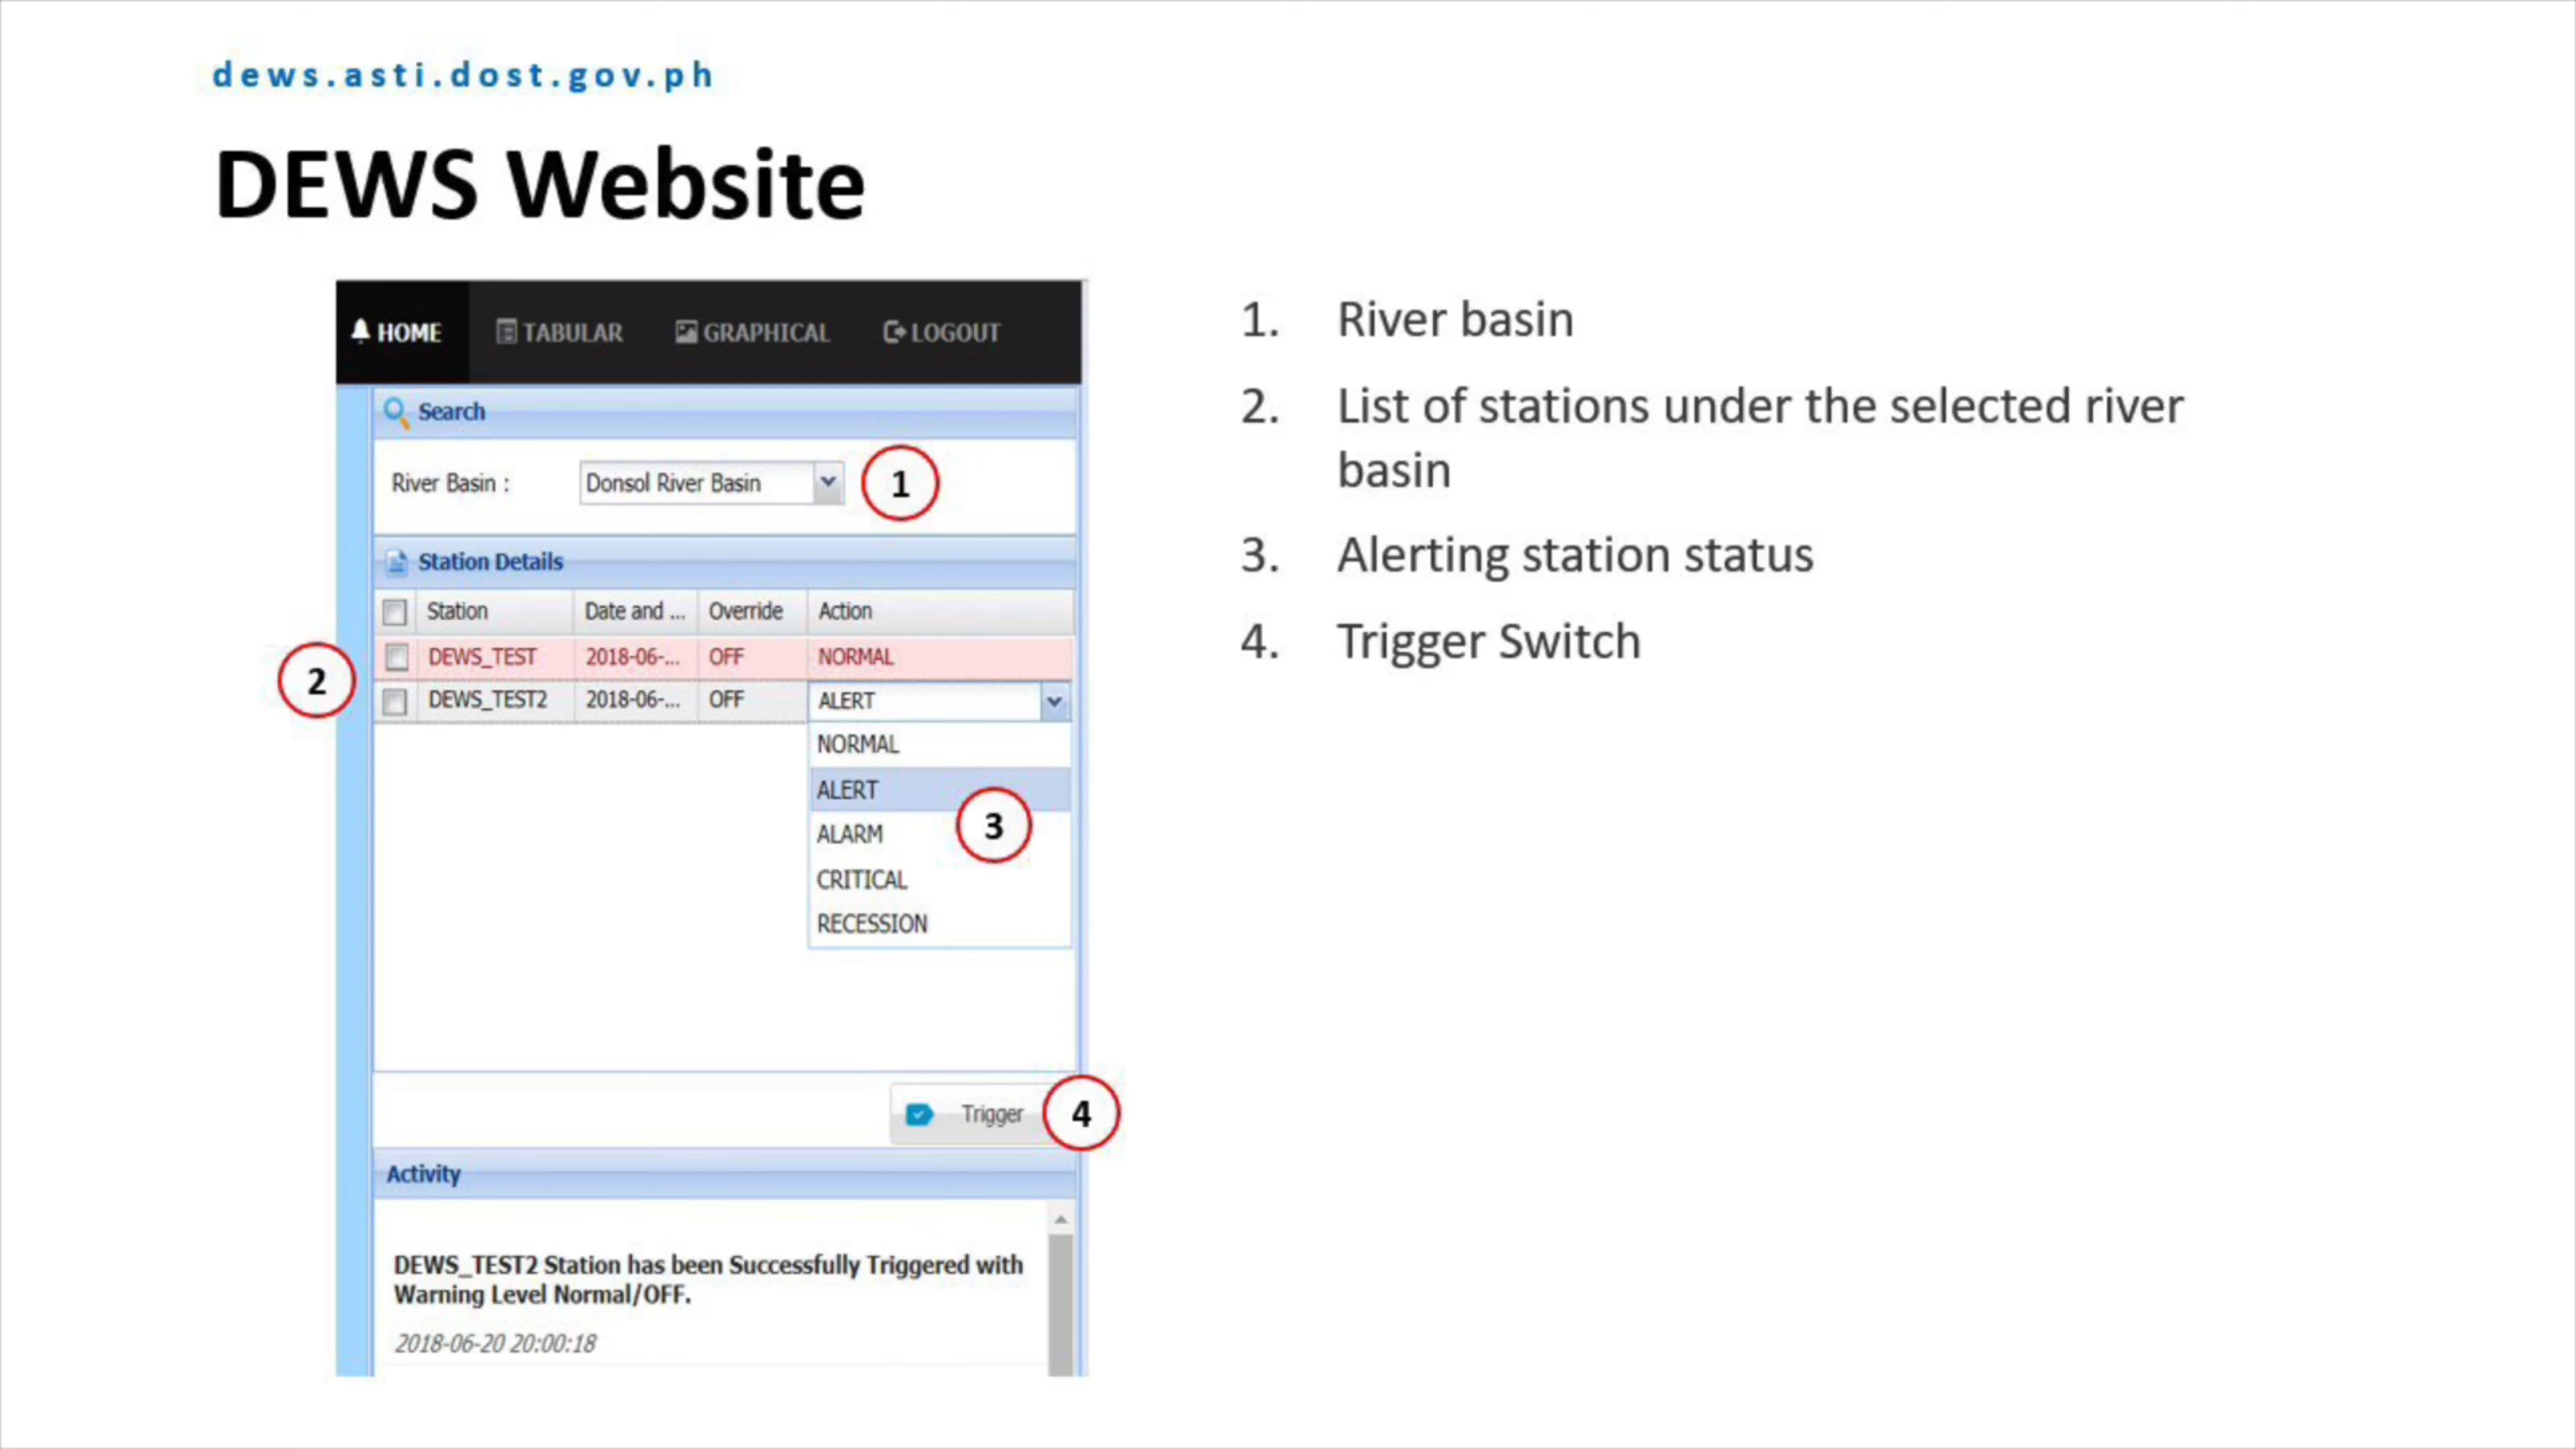 dews.asti.dost.gov.ph
DEWS Website
HOME TABULAR GRAPHICAL LOGOUT
Search
River Basin : Donsol River Basin 1
Station Details
Station Date and ... Override Action
DEWS_TEST 2018-06-... OFF NORMAL
2
DEWS_TEST2 2018-06-... OFF ALERT
NORMAL
ALERT
3
ALARM
CRITICAL
RECESSION
Trigger 4
Activity
DEWS_TEST2 Station has been Successfully Triggered with
Warning Level Normal/OFF.
2018-06-20 20:00:18
1. River basin
2. List of stations under the selected river
basin
3. Alerting station status
4. Trigger Switch